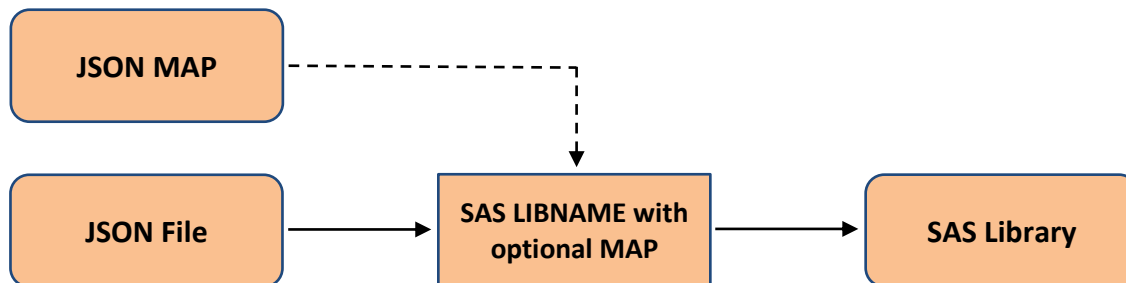 JSON MAP
JSON File
SAS LIBNAME with
optional MAP
SAS Library